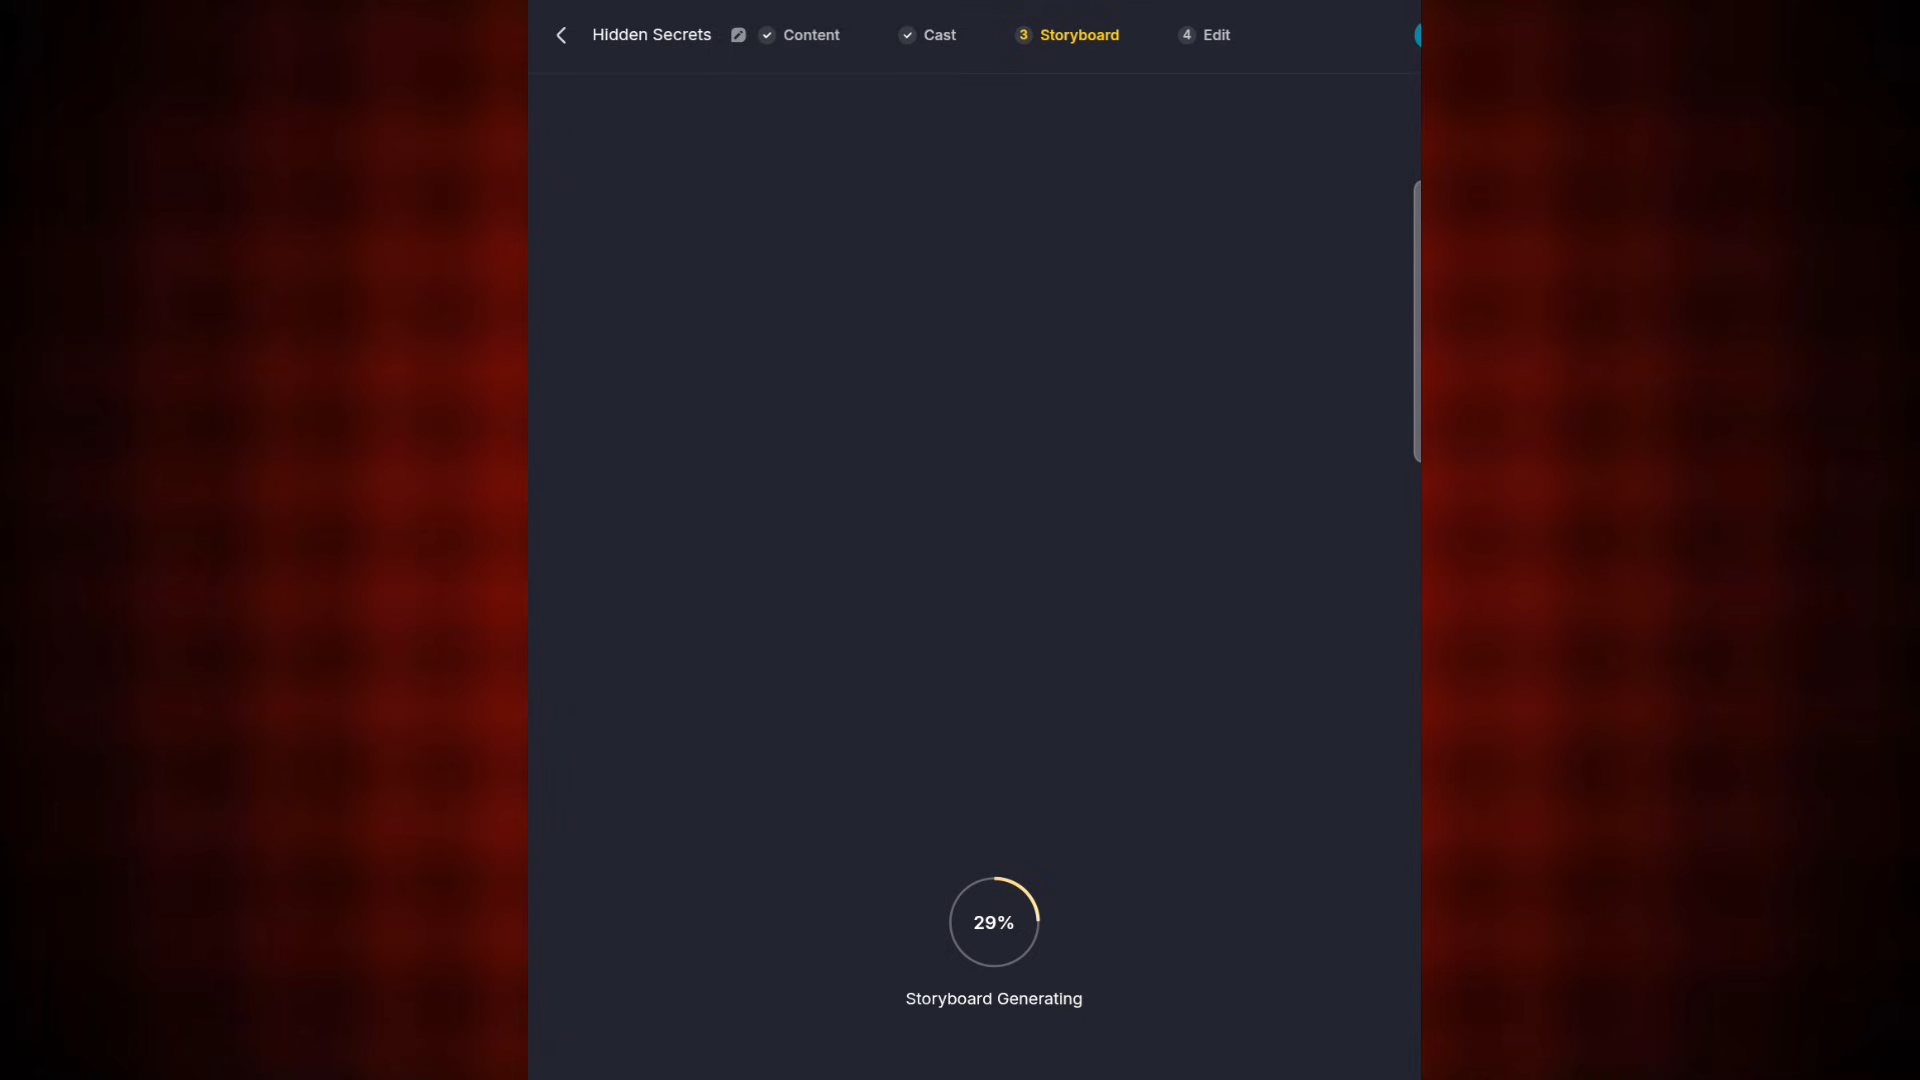 Hidden Secrets Content Cast 3 Storyboard 4 Edit
29%
Storyboard Generating